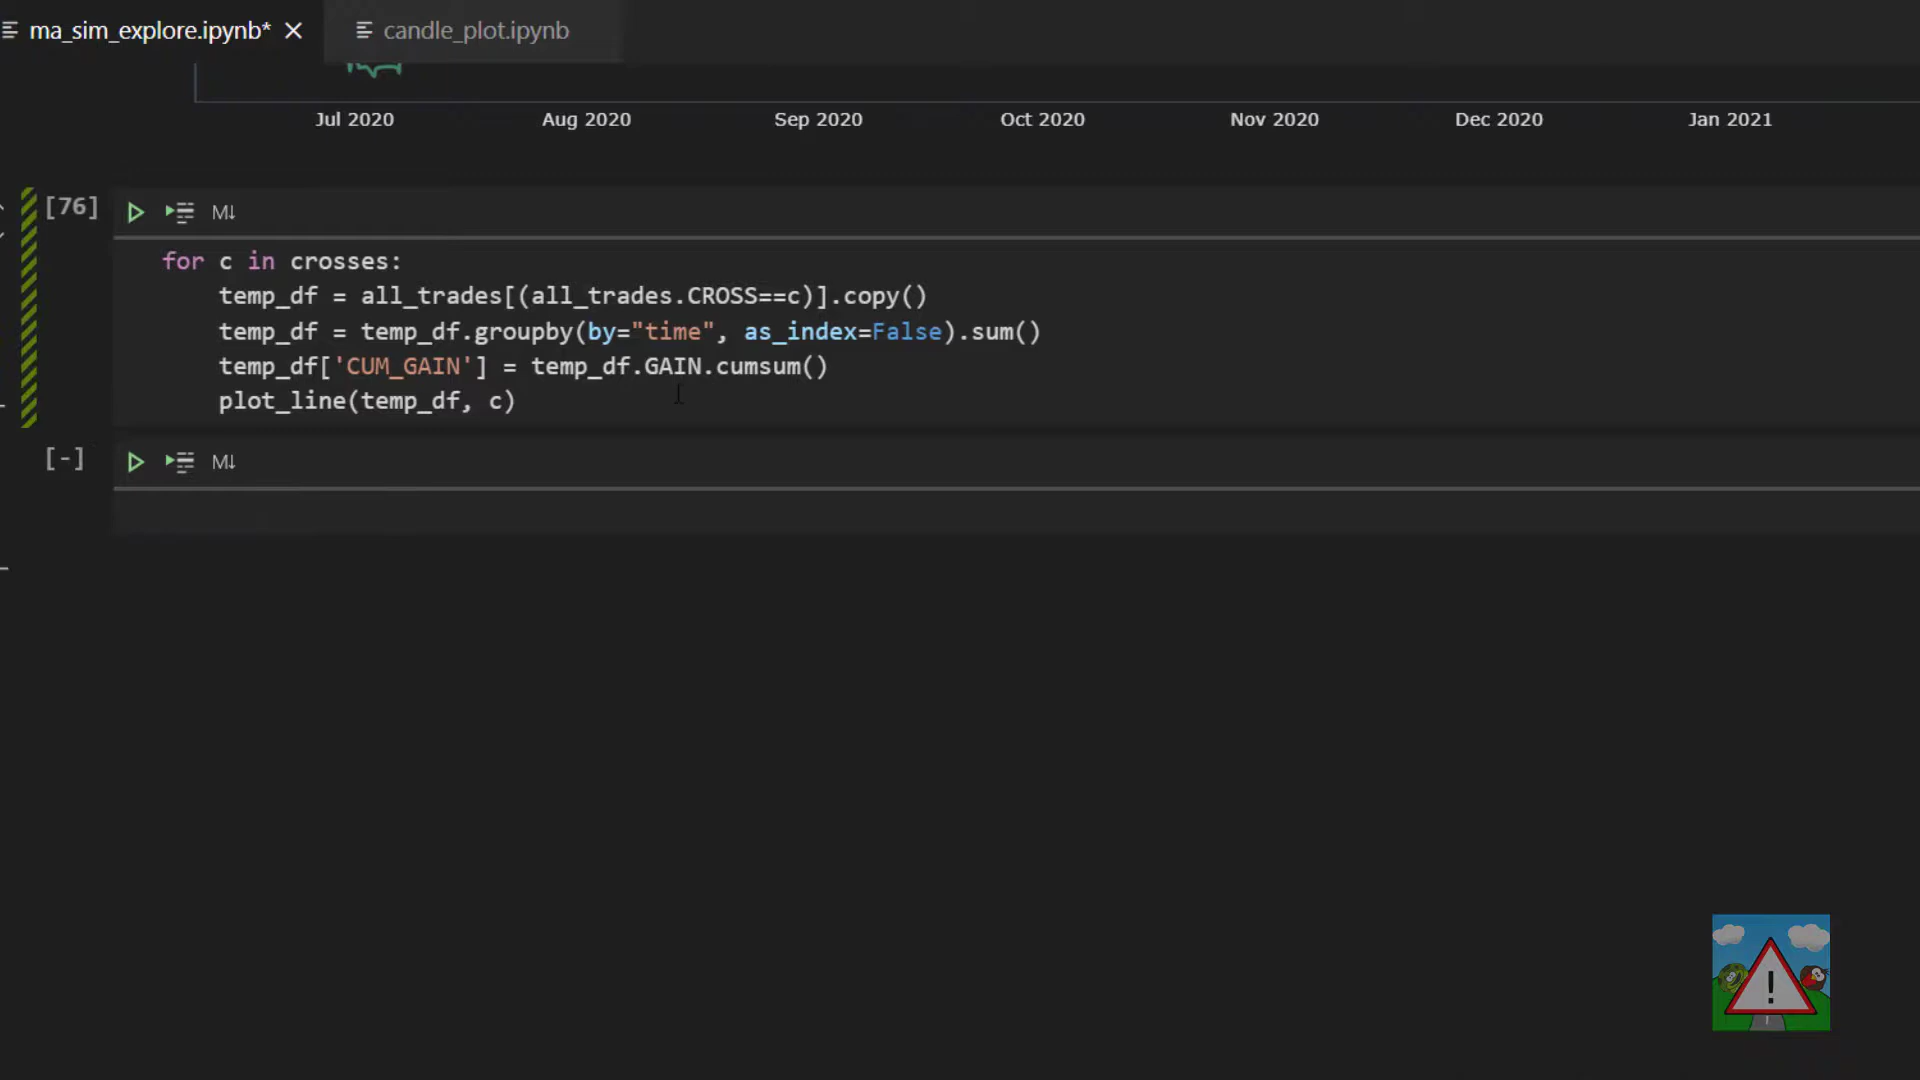 ma_sim_explore.ipynb*
candle_plot.ipynb
Jul 2020 Aug 2020 Sep 2020 Oct 2020 Nov 2020 Dec 2020 Jan 2021
[76]
M↓
for c in crosses:
    temp_df = all_trades[(all_trades.CROSS==c)].copy()
    temp_df = temp_df.groupby(by="time", as_index=False).sum()
    temp_df['CUM_GAIN'] = temp_df.GAIN.cumsum()
    plot_line(temp_df, c)
[-]
M↓
!